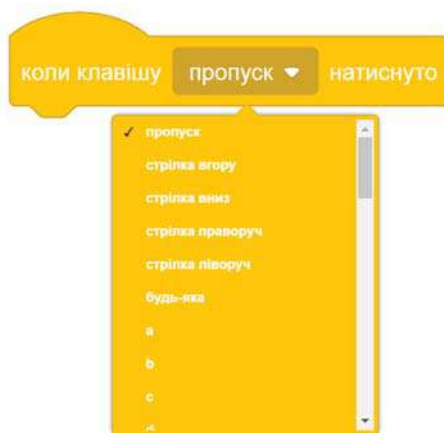 коли клавішу пропуск натиснуто
пропуск
стрілка вгору
стрілка вниз
стрілка праворуч
стрілка ліворуч
будь-яка
a
b
c